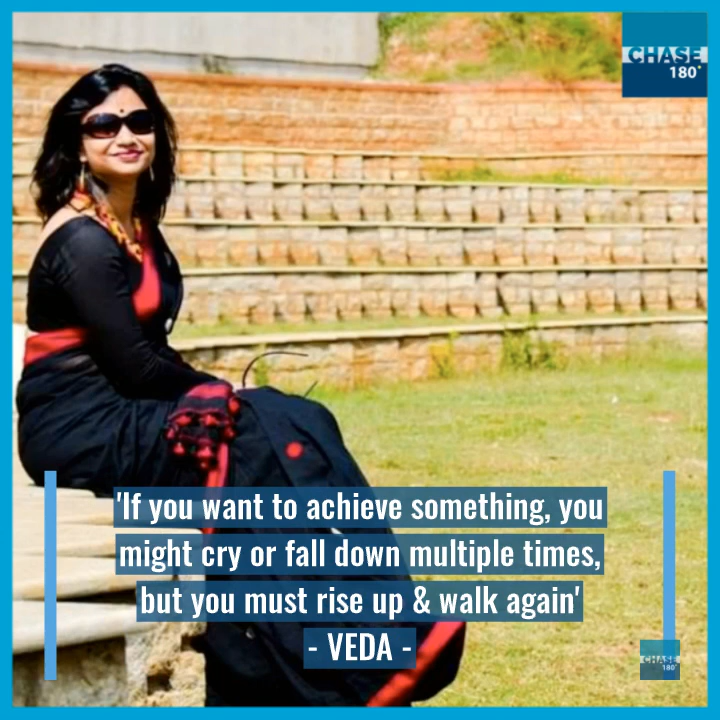 CHASE
180°
'If you want to achieve something, you
might cry or fall down multiple times,
but you must rise up & walk again'
- VEDA -
CHASE
180°